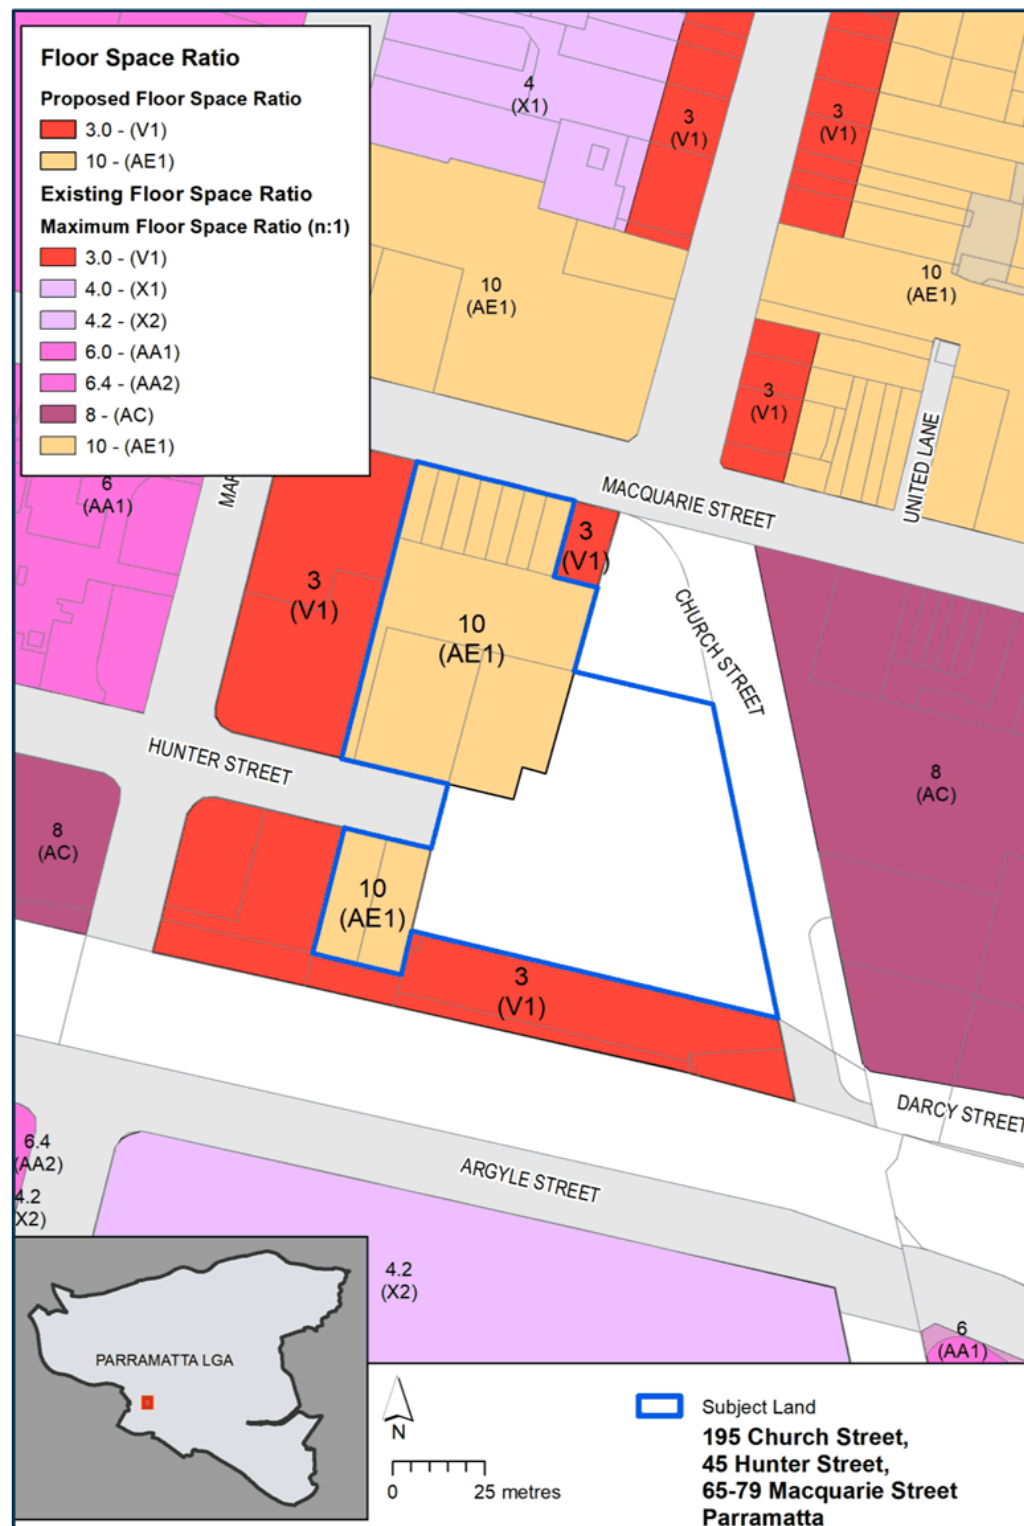 Floor Space Ratio
Proposed Floor Space Ratio
3.0 - (V1)
10 - (AE1)
Existing Floor Space Ratio
Maximum Floor Space Ratio (n:1)
3.0 - (V1)
4.0 - (X1)
4.2 - (X2)
6.0 - (AA1)
6.4 - (AA2)
8 - (AC)
10 - (AE1)
4
(X1)
3
(V1)
3
(V1)
10
(AE1)
10
(AE1)
3
(V1)
UNITED LANE
MACQUARIE STREET
6
(AA1)
MAR
3
(V1)
3
(V1)
10
(AE1)
CHURCH STREET
HUNTER STREET
8
(AC)
8
(AC)
10
(AE1)
3
(V1)
DARCY STREET
ARGYLE STREET
6.4
(AA2)
4.2
X2)
4.2
(X2)
6
(AA1)
PARRAMATTA LGA
N
0 25 metres
Subject Land
195 Church Street,
45 Hunter Street,
65-79 Macquarie Street
Parramatta